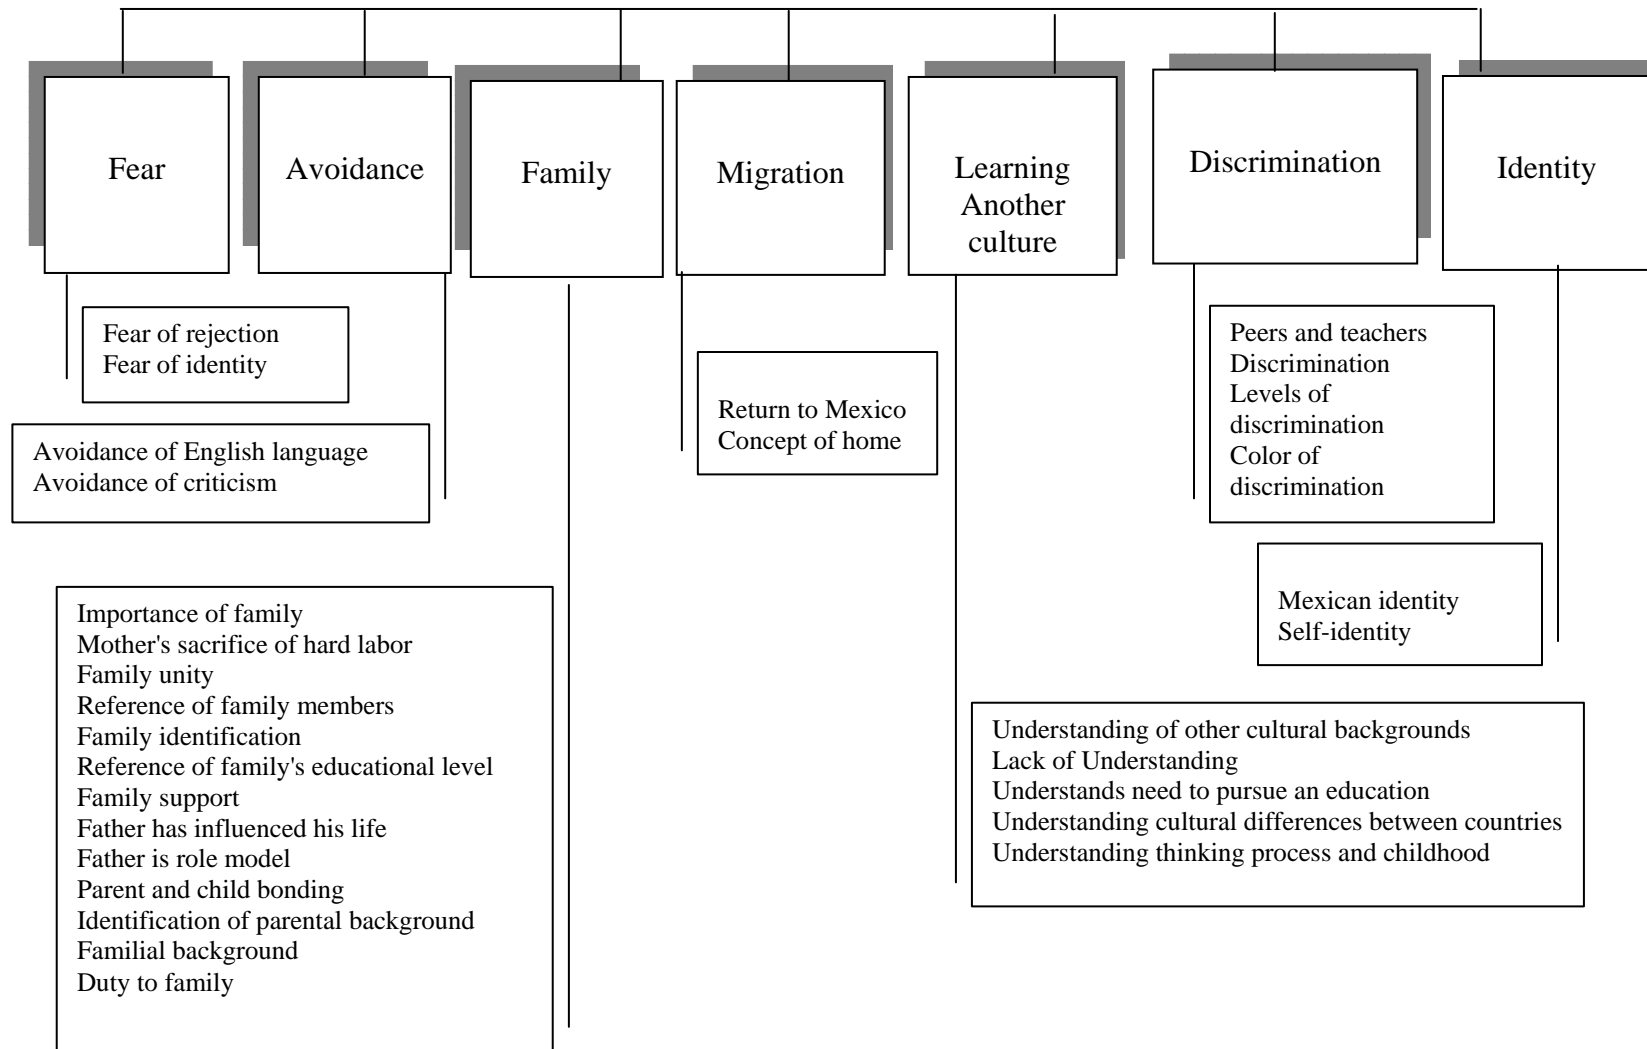 Fear
Avoidance
Family
Migration
Learning
Another
culture
Discrimination
Identity
Fear of rejection
Fear of identity
Avoidance of English language
Avoidance of criticism
Importance of family
Mother's sacrifice of hard labor
Family unity
Reference of family members
Family identification
Reference of family's educational level
Family support
Father has influenced his life
Father is role model
Parent and child bonding
Identification of parental background
Familial background
Duty to family
Return to Mexico
Concept of home
Understanding of other cultural backgrounds
Lack of Understanding
Understands need to pursue an education
Understanding cultural differences between countries
Understanding thinking process and childhood
Peers and teachers
Discrimination
Levels of
discrimination
Color of
discrimination
Mexican identity
Self-identity